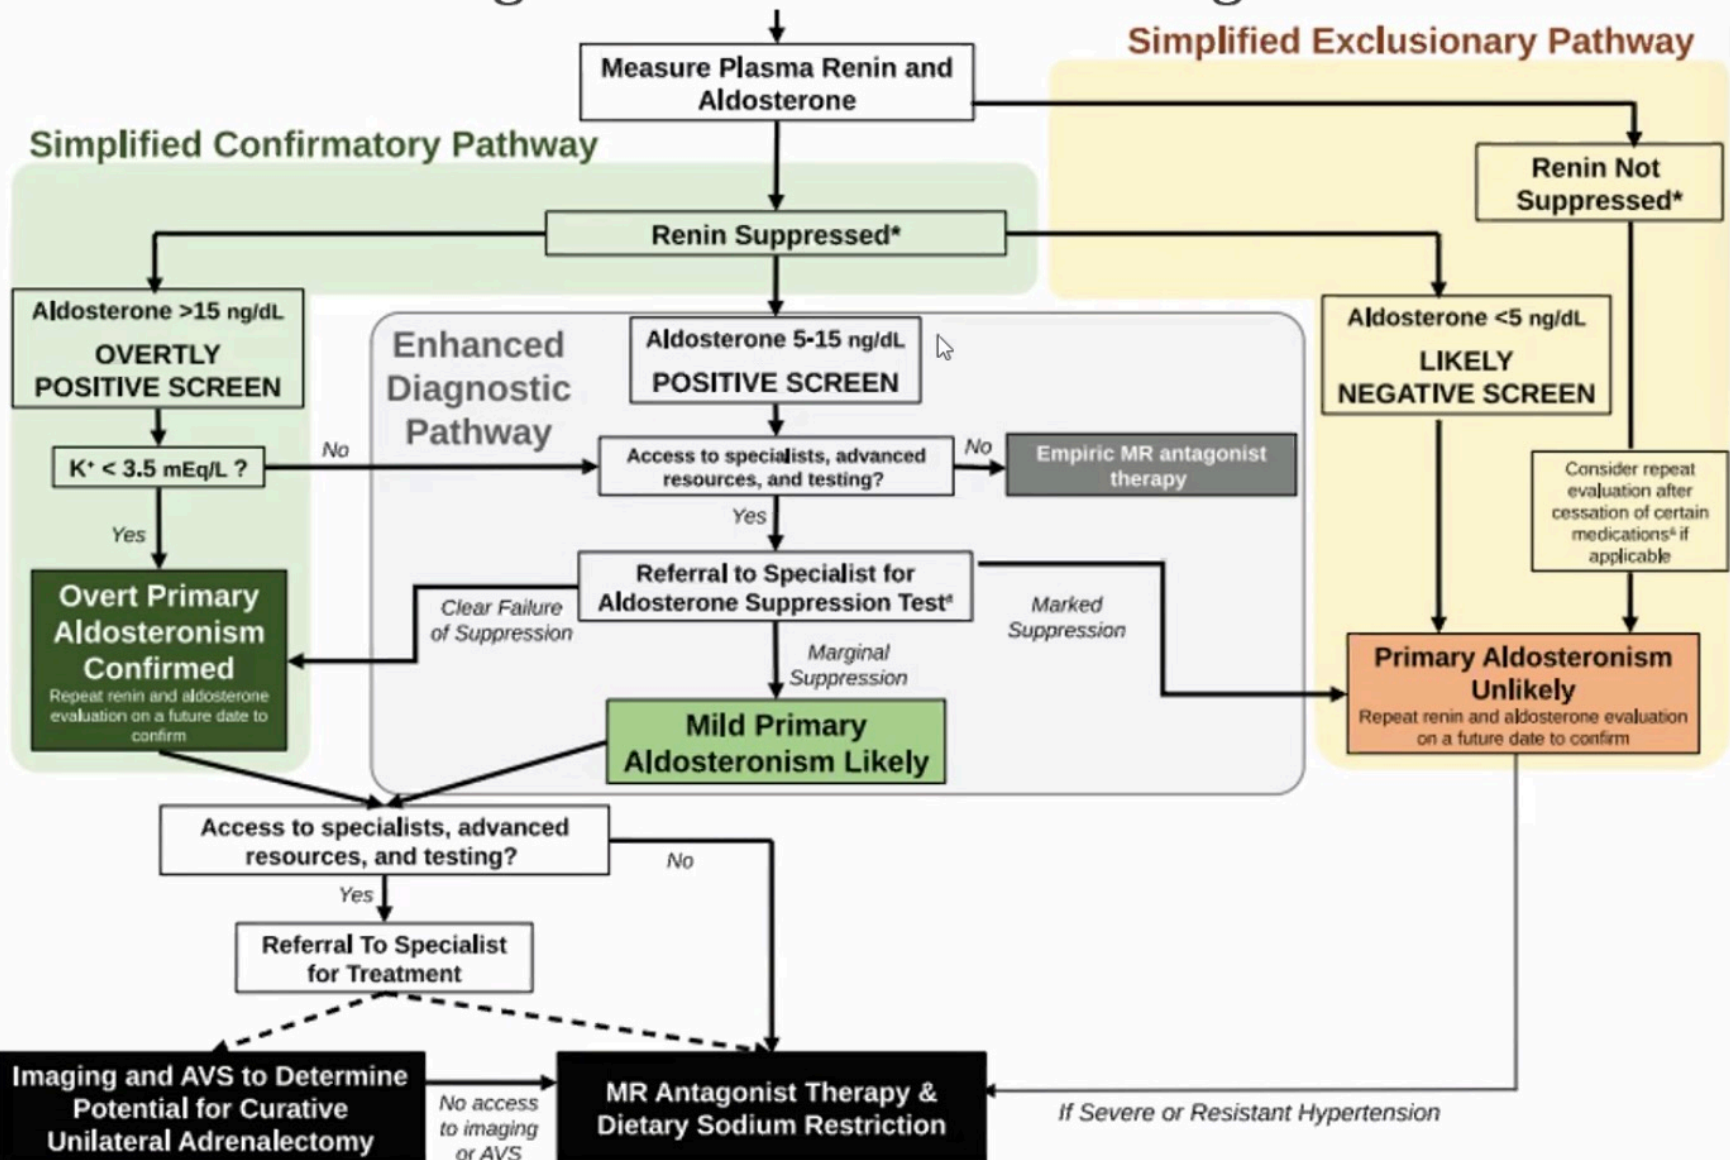 Simplified Exclusionary Pathway
Measure Plasma Renin and
Aldosterone
Simplified Confirmatory Pathway
Renin Not
Suppressed*
Renin Suppressed*
Aldosterone >15 ng/dL
OVERTLY
POSITIVE SCREEN
Enhanced
Diagnostic
Pathway
Aldosterone 5-15 ng/dL
POSITIVE SCREEN
Aldosterone <5 ng/dL
LIKELY
NEGATIVE SCREEN
K⁺ < 3.5 mEq/L ?
No
Access to specialists, advanced
resources, and testing?
No
Empiric MR antagonist
therapy
Consider repeat
evaluation after
cessation of certain
medications& if
applicable
Yes
Yes
Referral to Specialist for
Aldosterone Suppression Test
Clear Failure
of Suppression
Marginal
Suppression
Marked
Suppression
Overt Primary
Aldosteronism
Confirmed
Repeat renin and aldosterone
evaluation on a future date to
confirm
Mild Primary
Aldosteronism Likely
Primary Aldosteronism
Unlikely
Repeat renin and aldosterone evaluation
on a future date to confirm
Access to specialists, advanced
resources, and testing?
No
Yes
Referral To Specialist
for Treatment
Imaging and AVS to Determine
Potential for Curative
Unilateral Adrenalectomy
No access
to imaging
or AVS
MR Antagonist Therapy &
Dietary Sodium Restriction
If Severe or Resistant Hypertension